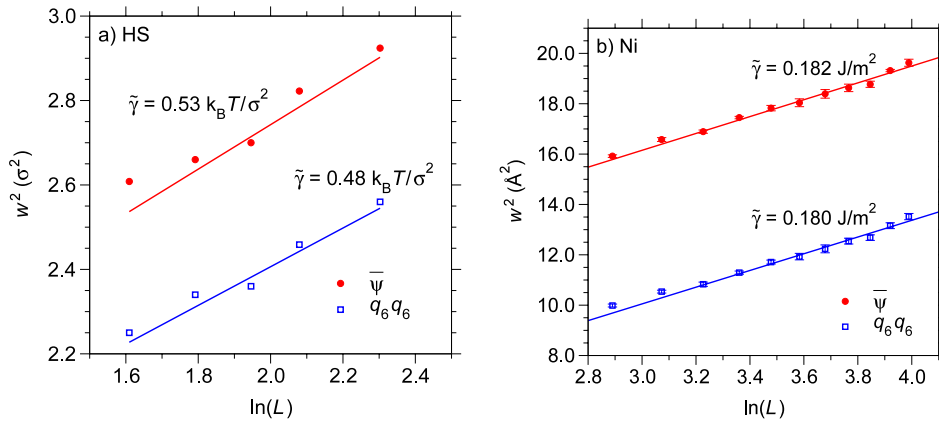 a) HS
3.0
2.8
2.6
2.4
2.2
w² (σ²)
γ̃ = 0.53 k_BT/σ²
γ̃ = 0.48 k_BT/σ²
ψ̅
q₆q₆
1.6 1.8 2.0 2.2 2.4
ln(L)
b) Ni
20.0
18.0
16.0
14.0
12.0
10.0
8.0
w² (Å²)
γ̃ = 0.182 J/m²
γ̃ = 0.180 J/m²
ψ̅
q₆q₆
2.8 3.0 3.2 3.4 3.6 3.8 4.0
ln(L)